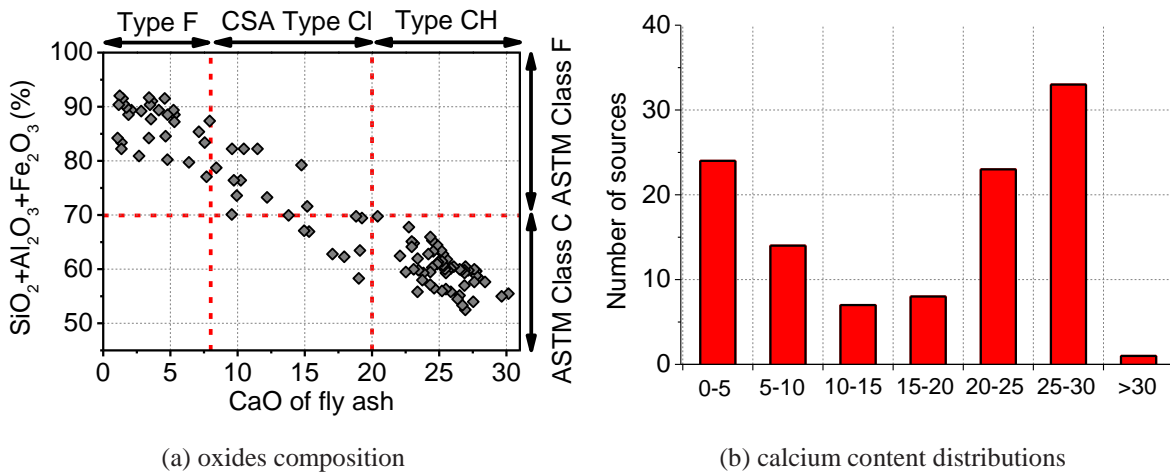 Type F CSA Type CI Type CH
SiO2+Al2O3+Fe2O3 (%)
100
90
80
70
60
50
0 5 10 15 20 25 30
CaO of fly ash
ASTM Class C ASTM Class F
(a) oxides composition
Number of sources
40
30
20
10
0
0-5 5-10 10-15 15-20 20-25 25-30 >30
(b) calcium content distributions